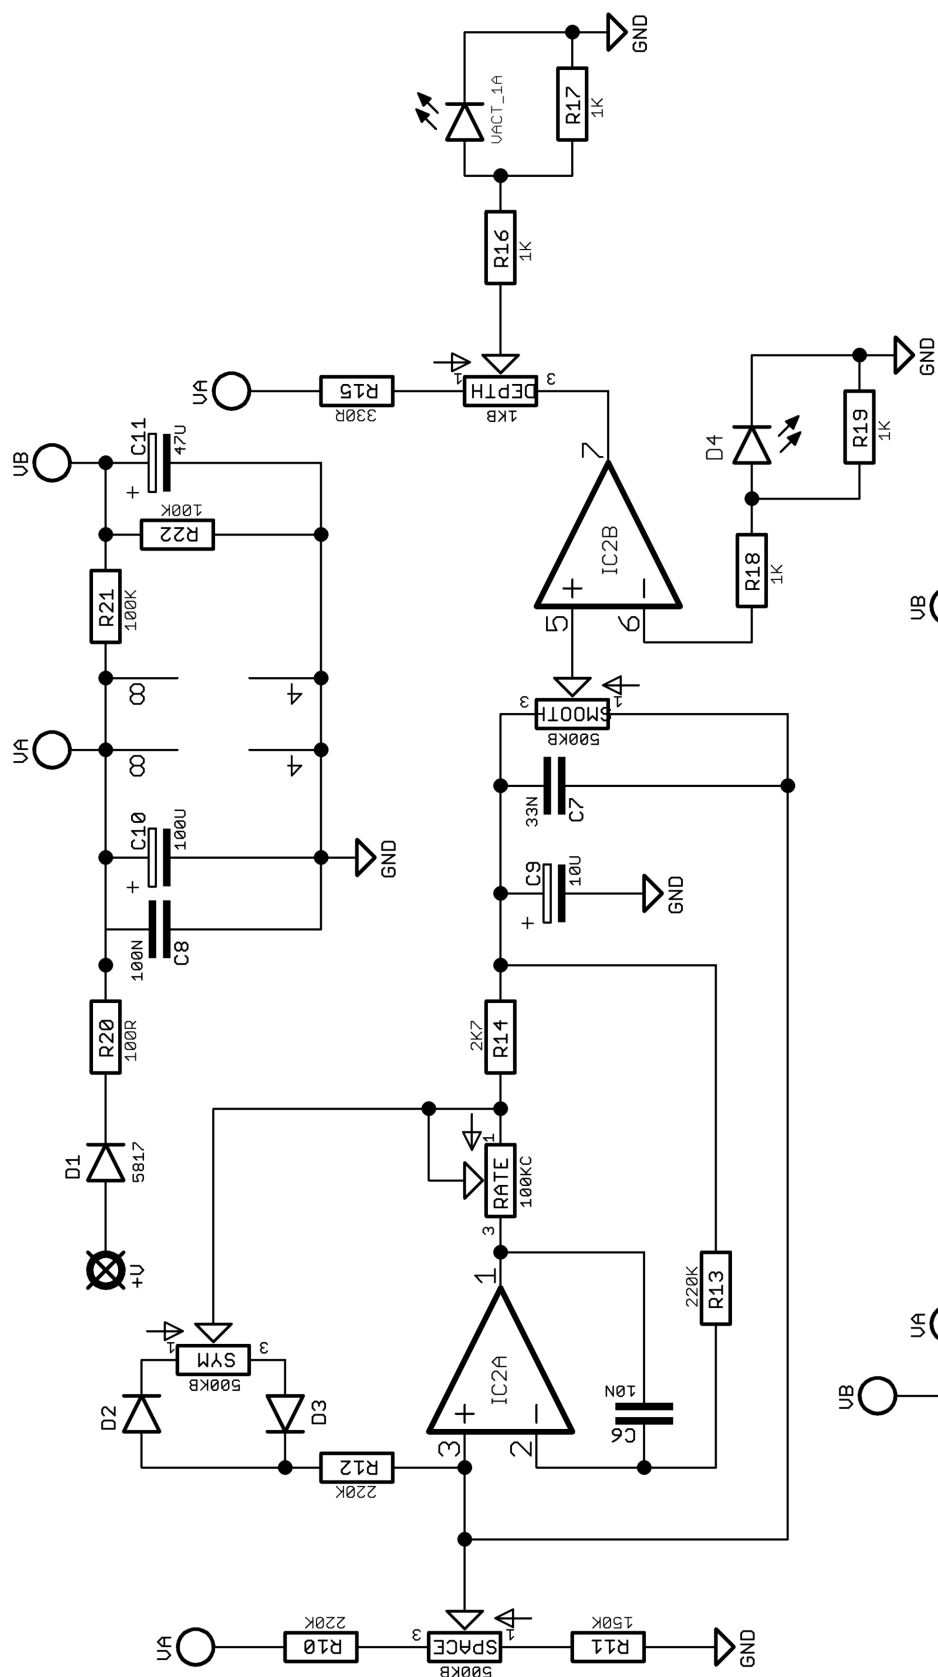 GND
VACT_1A
R17
1K
R16
1K
VA
R15
330R
1
DEPTH
3
1KB
VB
C11
47U
+
R22
100K
R21
100K
8
4
VA
8
4
C10
100U
+
GND
C8
100N
R20
100R
D1
5817
+V
D4
R19
1K
GND
R18
1K
7
IC2B
+
-
5
6
VB
3
SMOOTH
1
500KB
33N
C7
C9
10U
+
GND
2K7
R14
1
RATE
100KC
3
220K
R13
1
IC2A
+
-
3
2
10N
C6
1
SYM
3
500KB
D2
D3
R12
220K
VA
VB
VA
R10
220K
3
SPACE
1
500KB
R11
150K
GND